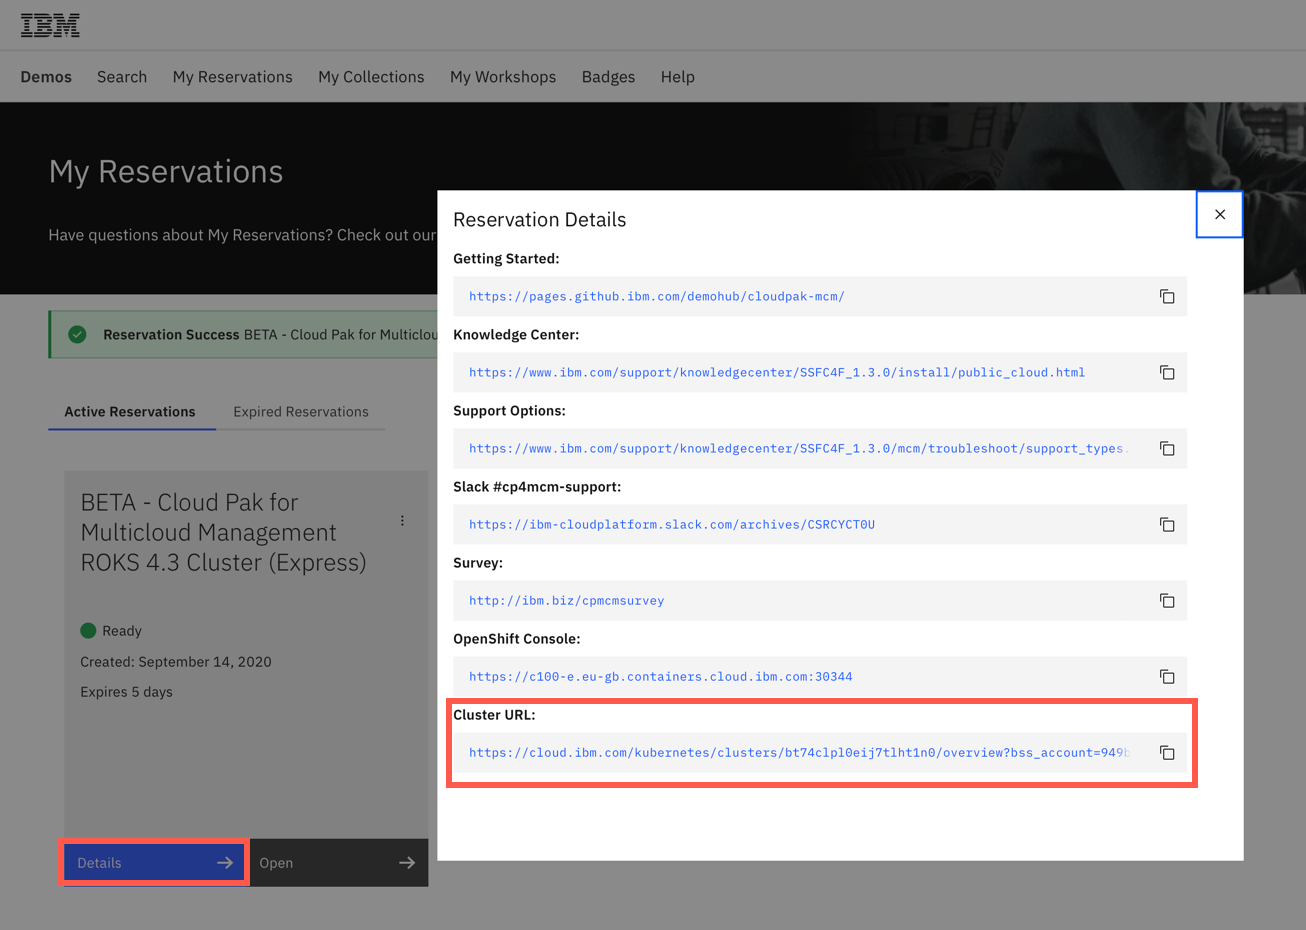 IBM
Demos Search My Reservations My Collections My Workshops Badges Help
My Reservations
Have questions about My Reservations? Check out our
Reservation Success BETA - Cloud Pak for Multiclou
Active Reservations Expired Reservations
BETA - Cloud Pak for
Multicloud Management
ROKS 4.3 Cluster (Express)
Ready
Created: September 14, 2020
Expires 5 days
Details
Open
Reservation Details
Getting Started:
https://pages.github.ibm.com/demohub/cloudpak-mcm/
Knowledge Center:
https://www.ibm.com/support/knowledgecenter/SSFC4F_1.3.0/install/public_cloud.html
Support Options:
https://www.ibm.com/support/knowledgecenter/SSFC4F_1.3.0/mcm/troubleshoot/support_types.
Slack #cp4mcm-support:
https://ibm-cloudplatform.slack.com/archives/CSRCYCT0U
Survey:
http://ibm.biz/cpmcmsurvey
OpenShift Console:
https://c100-e.eu-gb.containers.cloud.ibm.com:30344
Cluster URL:
https://cloud.ibm.com/kubernetes/clusters/bt74clpl0eij7tlht1n0/overview?bss_account=949b